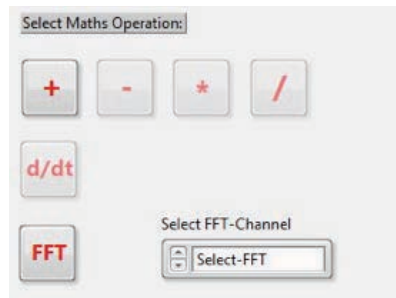 Select Maths Operation:
+ - * /
d/dt
Select FFT-Channel
FFT Select-FFT